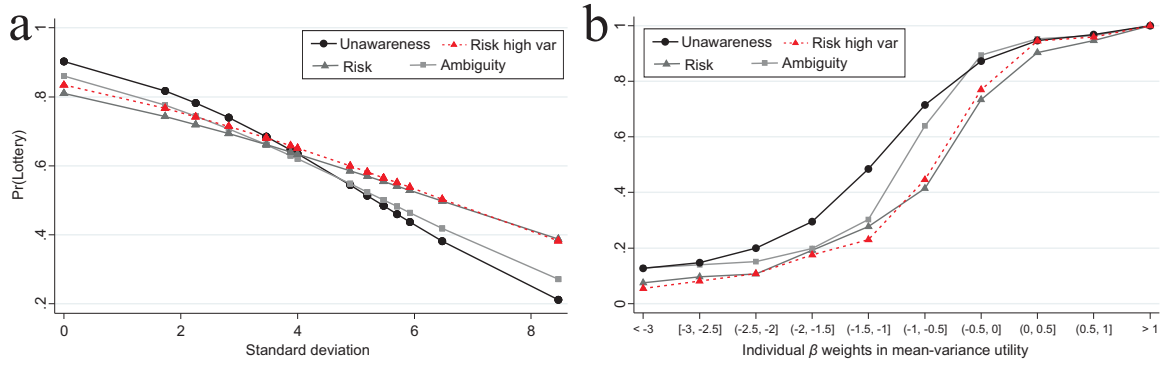 a
Unawareness
Risk high var
Risk
Ambiguity
Pr(Lottery)
1
.8
.6
.4
.2
0 2 4 6 8
Standard deviation
b
Unawareness
Risk high var
Risk
Ambiguity
1
.8
.6
.4
.2
0
< -3 [-3, -2.5] (-2.5, -2] (-2, -1.5] (-1.5, -1] (-1, -0.5] (-0.5, 0] (0, 0.5] (0.5, 1] > 1
Individual β weights in mean-variance utility